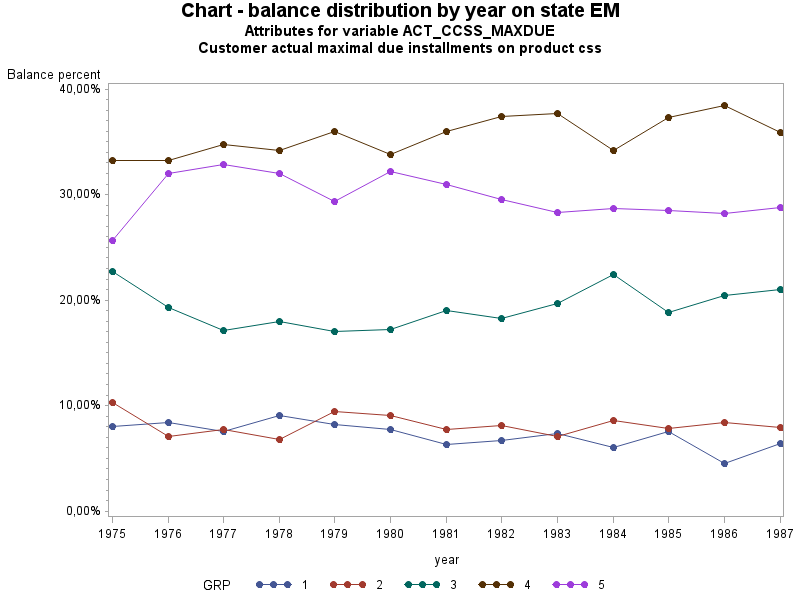 Chart - balance distribution by year on state EM
Attributes for variable ACT_CCSS_MAXDUE
Customer actual maximal due installments on product css
Balance percent
40,00%
30,00%
20,00%
10,00%
0,00%
1975 1976 1977 1978 1979 1980 1981 1982 1983 1984 1985 1986 1987
year
GRP 1 2 3 4 5